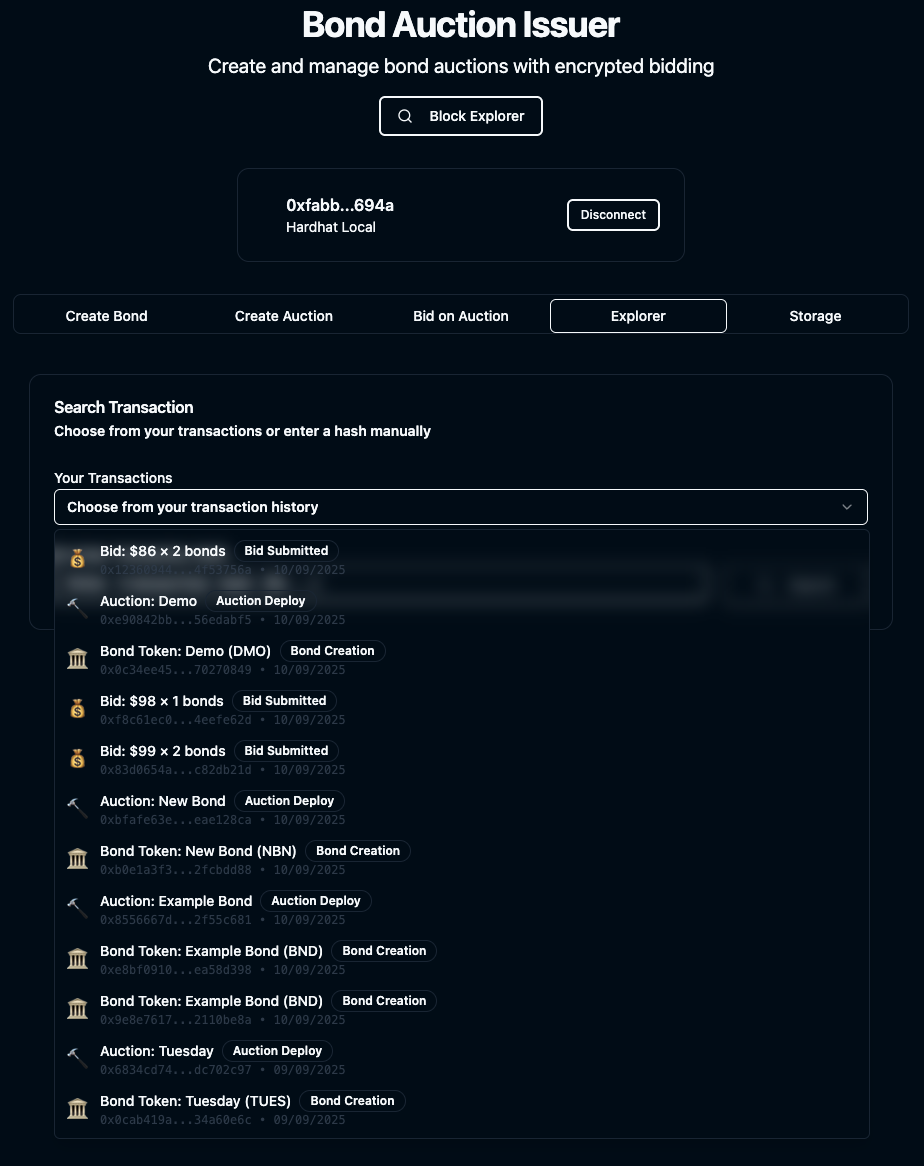 Bond Auction Issuer
Create and manage bond auctions with encrypted bidding
Block Explorer
0xfabb...694a
Disconnect
Hardhat Local
Create Bond Create Auction Bid on Auction Explorer Storage
Search Transaction
Choose from your transactions or enter a hash manually
Your Transactions
Choose from your transaction history
Bid: $86 × 2 bonds Bid Submitted
• 10/09/2025
Auction: Demo Auction Deploy
0xe90842bb...56edabf5 • 10/09/2025
Bond Token: Demo (DMO) Bond Creation
0x0c34ee45...70270849 • 10/09/2025
Bid: $98 × 1 bonds Bid Submitted
0xf8c61ec0...4eefe62d • 10/09/2025
Bid: $99 × 2 bonds Bid Submitted
0x83d0654a...c82db21d • 10/09/2025
Auction: New Bond Auction Deploy
0xbfafe63e...eae128ca • 10/09/2025
Bond Token: New Bond (NBN) Bond Creation
0xb0e1a3f3...2fcbdd88 • 10/09/2025
Auction: Example Bond Auction Deploy
0x8556667d...2f55c681 • 10/09/2025
Bond Token: Example Bond (BND) Bond Creation
0xe8bf0910...ea58d398 • 10/09/2025
Bond Token: Example Bond (BND) Bond Creation
0x9e8e7617...2110be8a • 10/09/2025
Auction: Tuesday Auction Deploy
0x6834cd74...dc702c97 • 09/09/2025
Bond Token: Tuesday (TUES) Bond Creation
0x0cab419a...34a60e6c • 09/09/2025